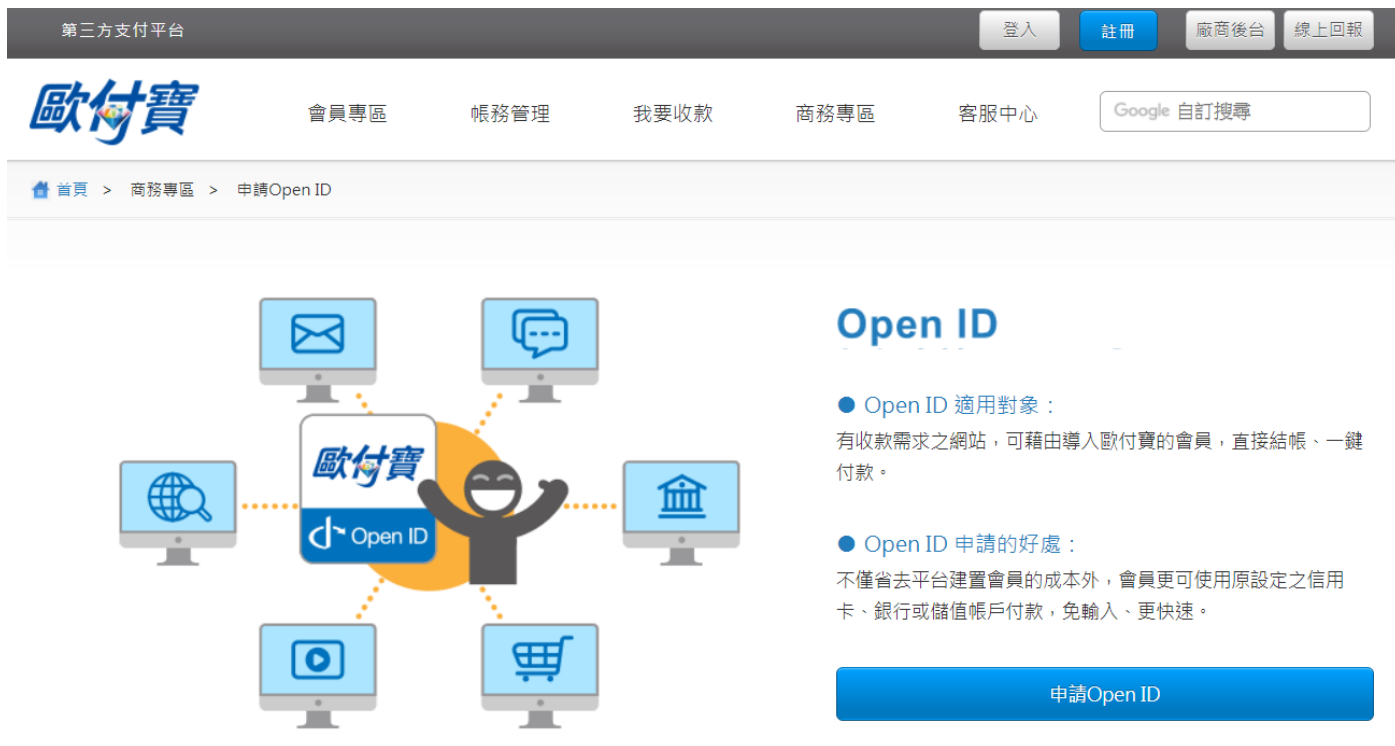 第三方支付平台
登入
註冊
廠商後台
線上回報
歐付寶
會員專區
帳務管理
我要收款
商務專區
客服中心
Google 自訂搜尋
首頁 > 商務專區 > 申請Open ID
Open ID
● Open ID 適用對象：
有收款需求之網站，可藉由導入歐付寶的會員，直接結帳、一鍵
付款。
歐付寶
Open ID
● Open ID 申請的好處：
不僅省去平台建置會員的成本外，會員更可使用原設定之信用
卡、銀行或儲值帳戶付款，免輸入、更快速。
申請Open ID